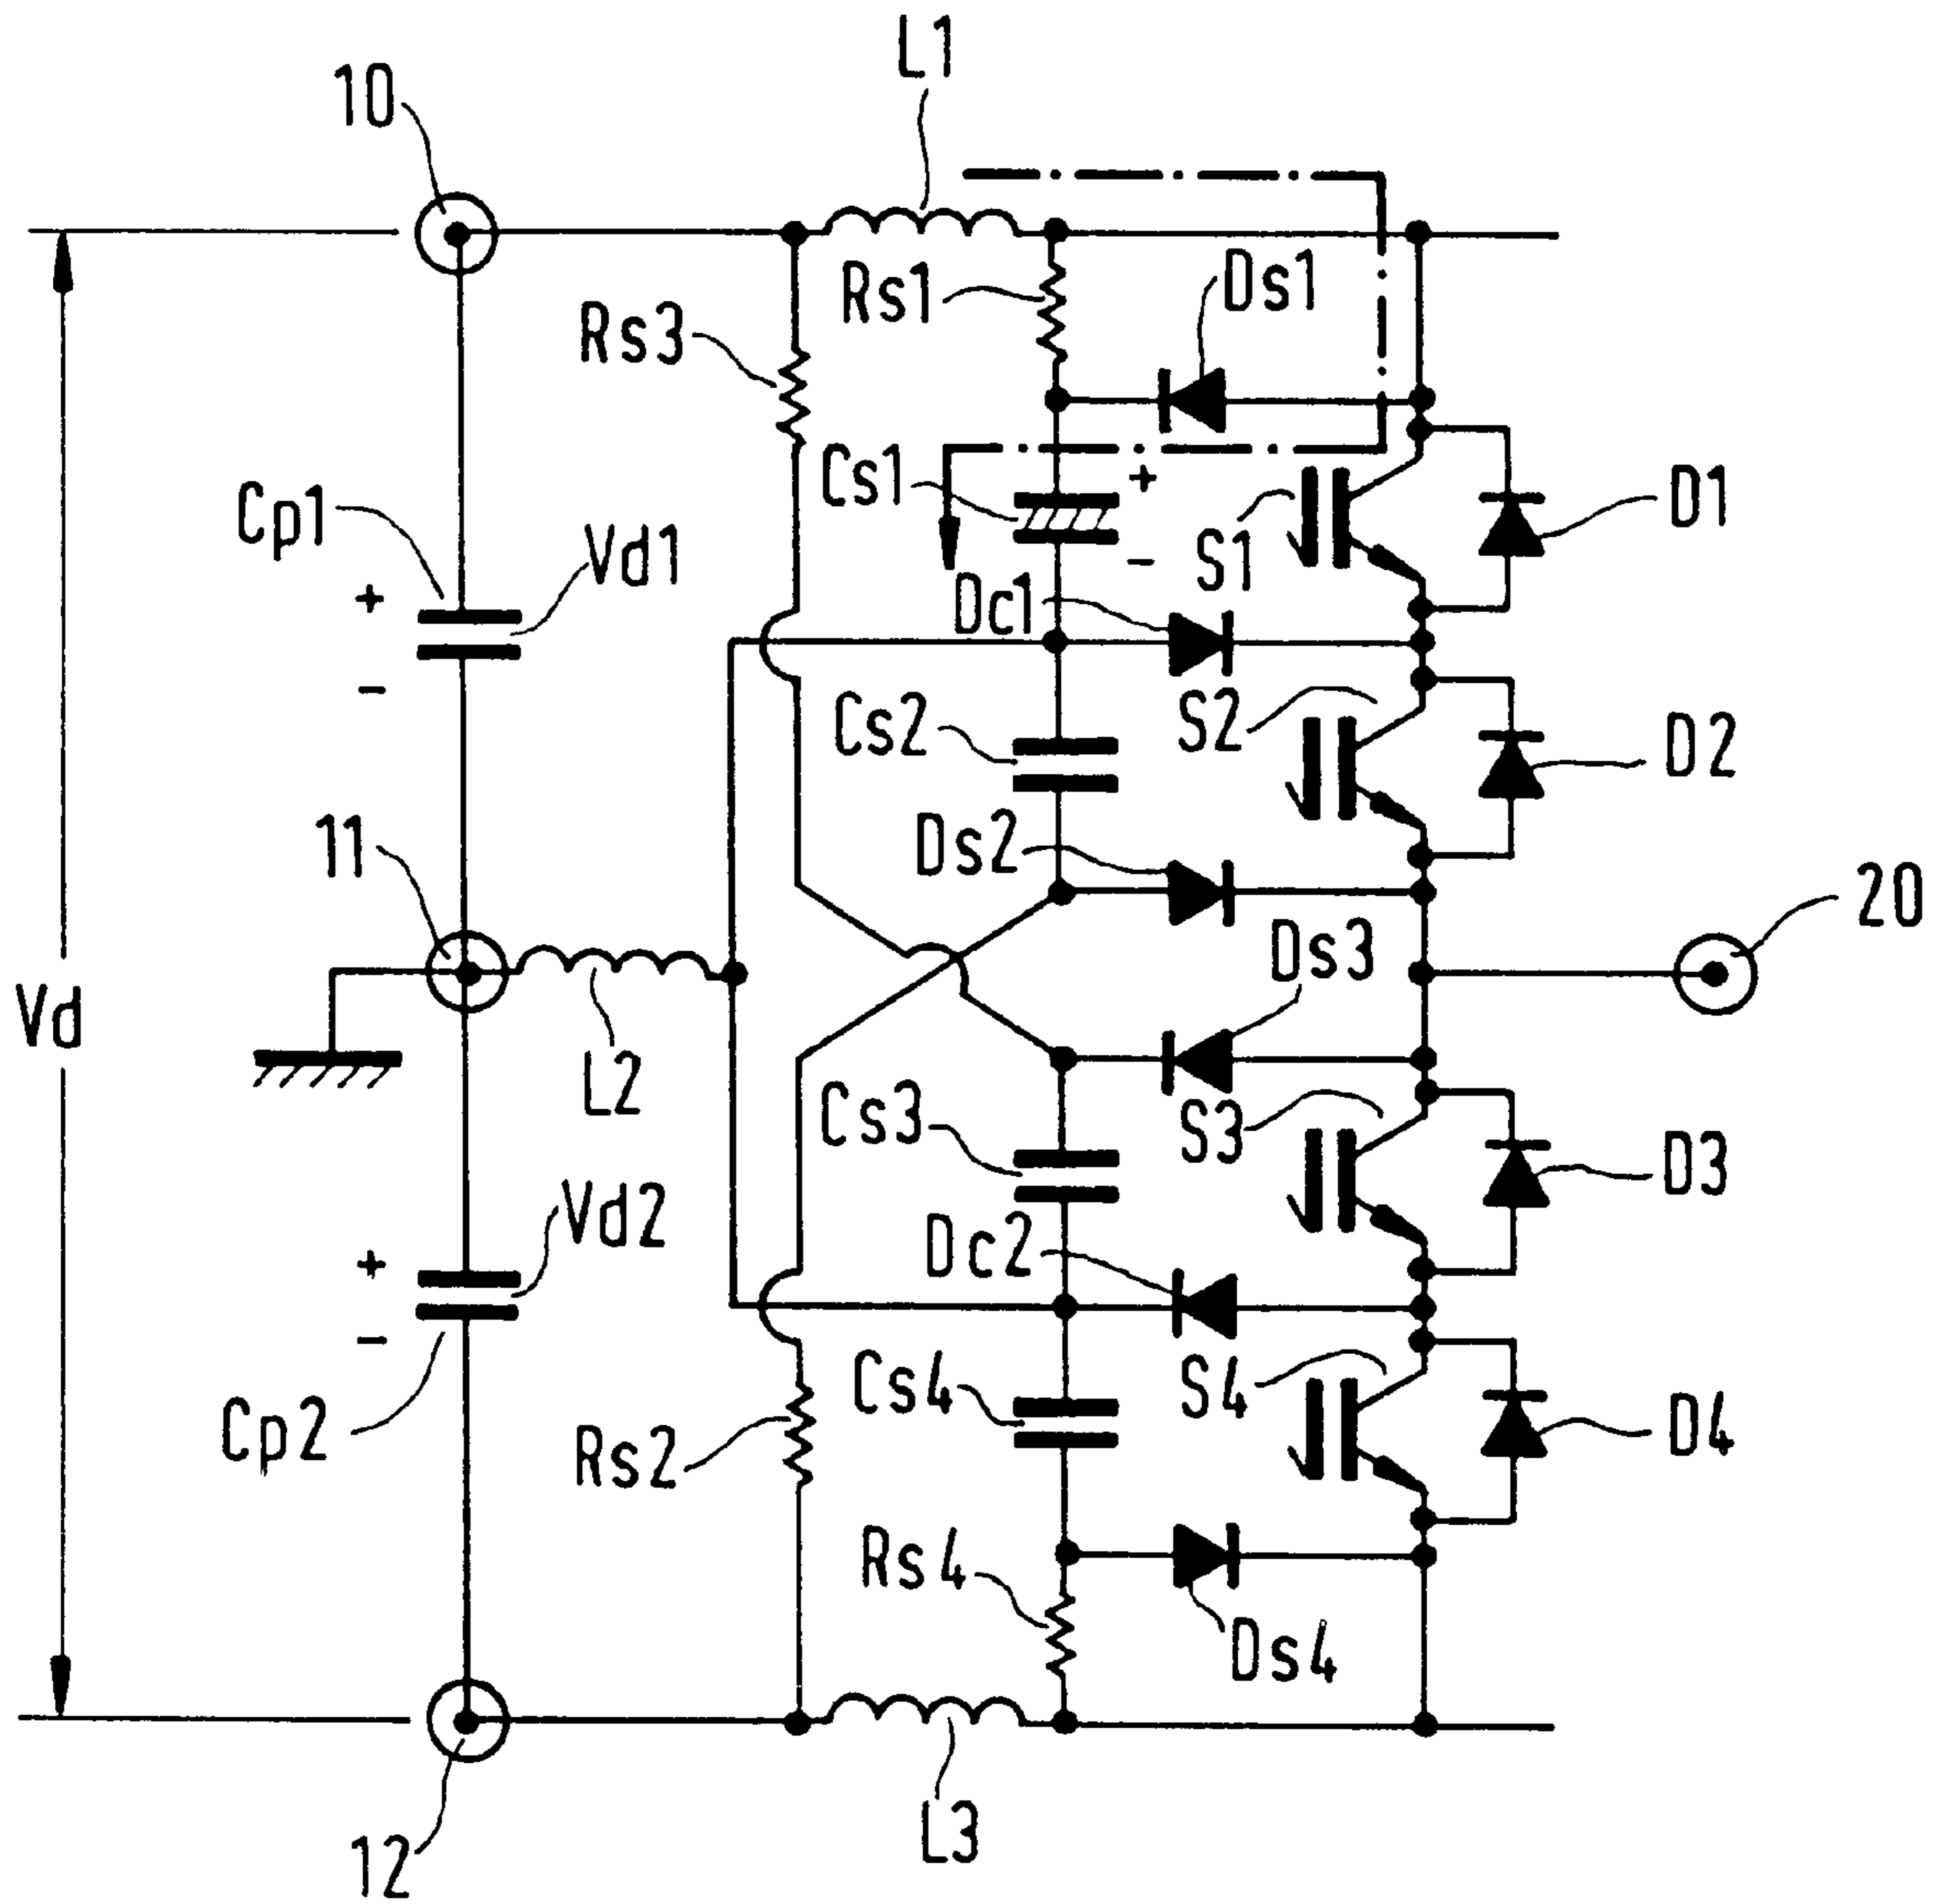 L1
10
Rs1
Ds1
Rs3
Cs1
+
-
S1
D1
Cp1
Vd1
+
-
Dc1
Cs2
S2
D2
Ds2
11
20
Ds3
Vd
L2
Cs3
S3
D3
Vd2
Dc2
+
-
Cs4
S4
D4
Cp2
Rs2
Rs4
Ds4
L3
12